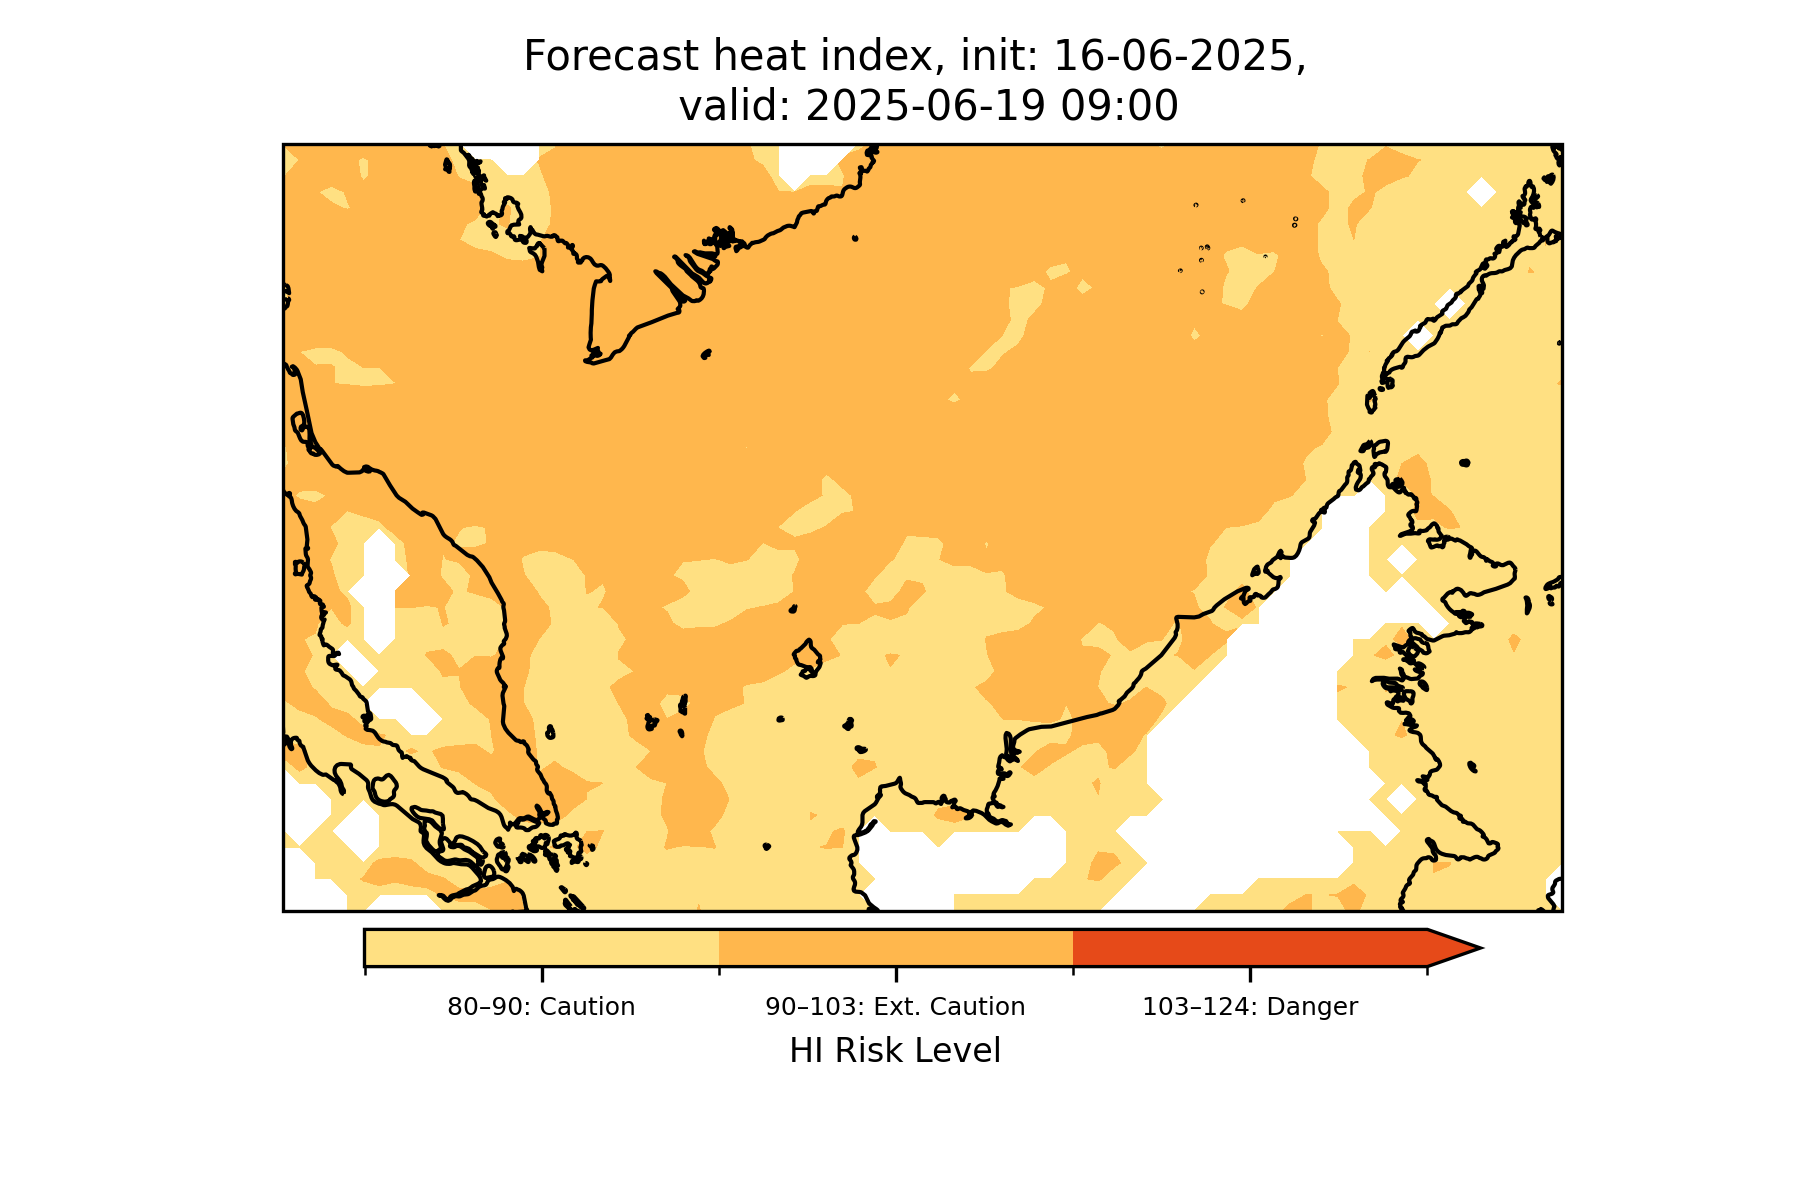 Forecast heat index, init: 16-06-2025,
valid: 2025-06-19 09:00
80–90: Caution
90–103: Ext. Caution
103–124: Danger
HI Risk Level